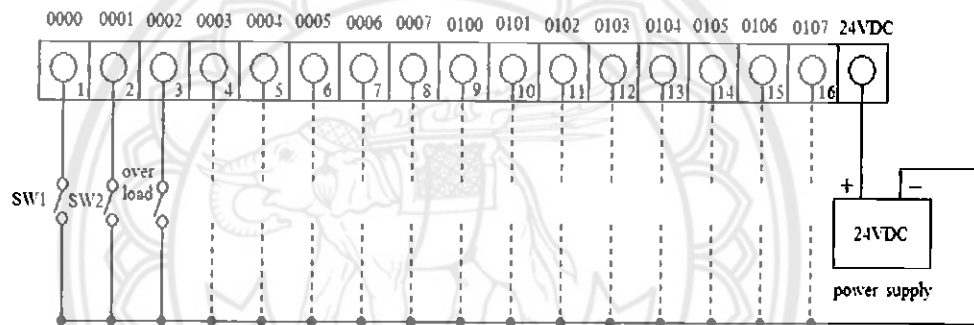 0000 0001 0002 0003 0004 0005 0006 0007 0100 0101 0102 0103 0104 0105 0106 0107 24VDC
1 2 3 4 5 6 7 8 9 10 11 12 13 14 15 16
SW1 SW2 over load
+ −
24VDC
power supply